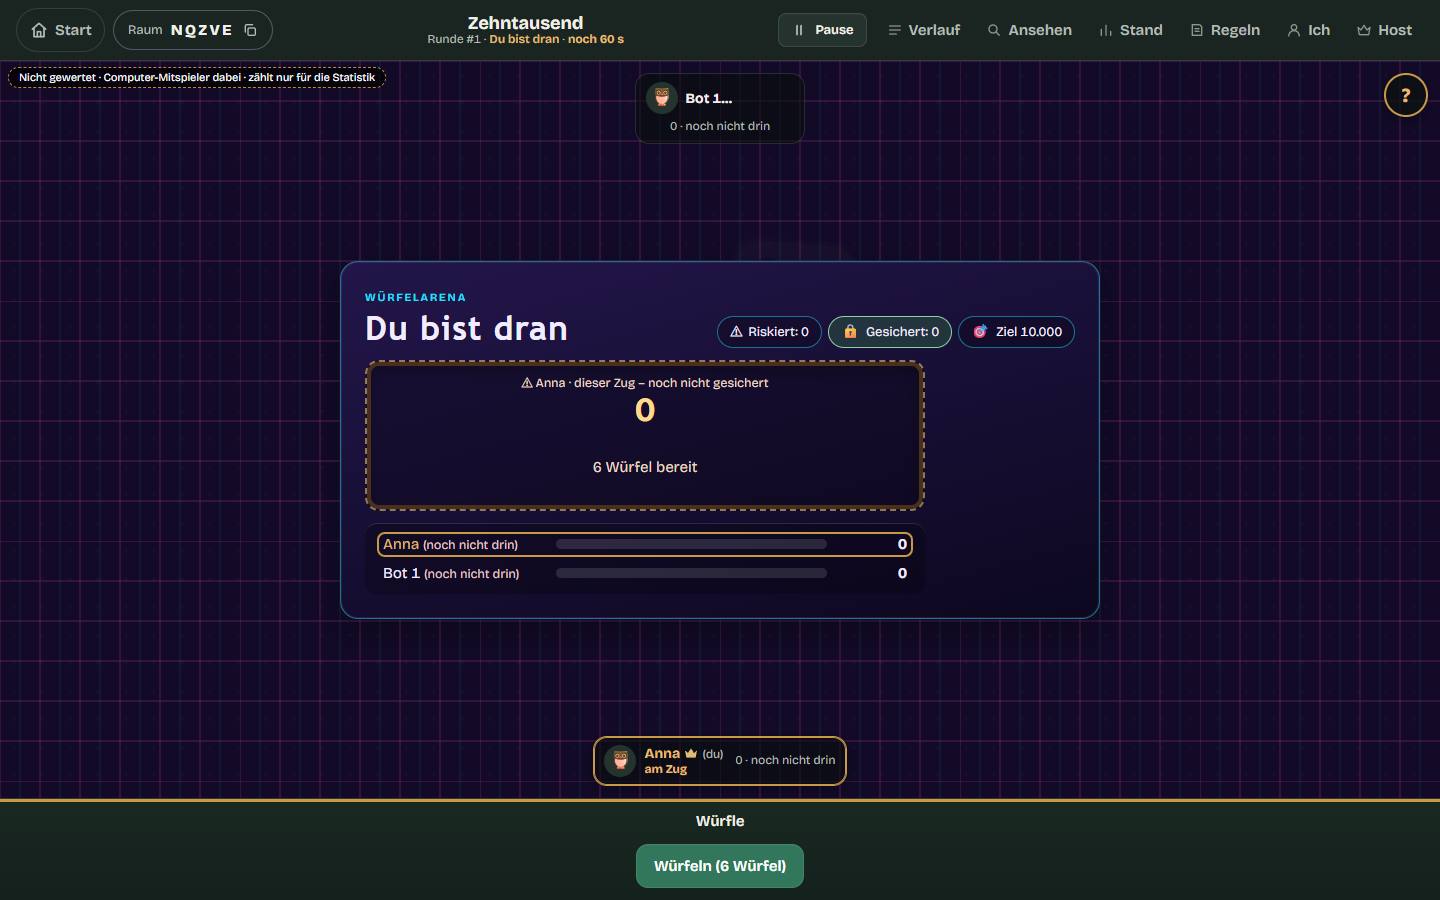 Start
Raum NQZVE
Zehntausend
Runde #1 · Du bist dran · noch 60 s
Pause
Verlauf
Ansehen
Stand
Regeln
Ich
Host
Nicht gewertet · Computer-Mitspieler dabei · zählt nur für die Statistik
Bot 1...
0 · noch nicht drin
?
WÜRFELARENA
Du bist dran
⚠ Riskiert: 0
🔒 Gesichert: 0
🎯 Ziel 10.000
⚠ Anna · dieser Zug – noch nicht gesichert
0
6 Würfel bereit
Anna (noch nicht drin) 0
Bot 1 (noch nicht drin) 0
Anna (du)
am Zug
0 · noch nicht drin
Würfle
Würfeln (6 Würfel)